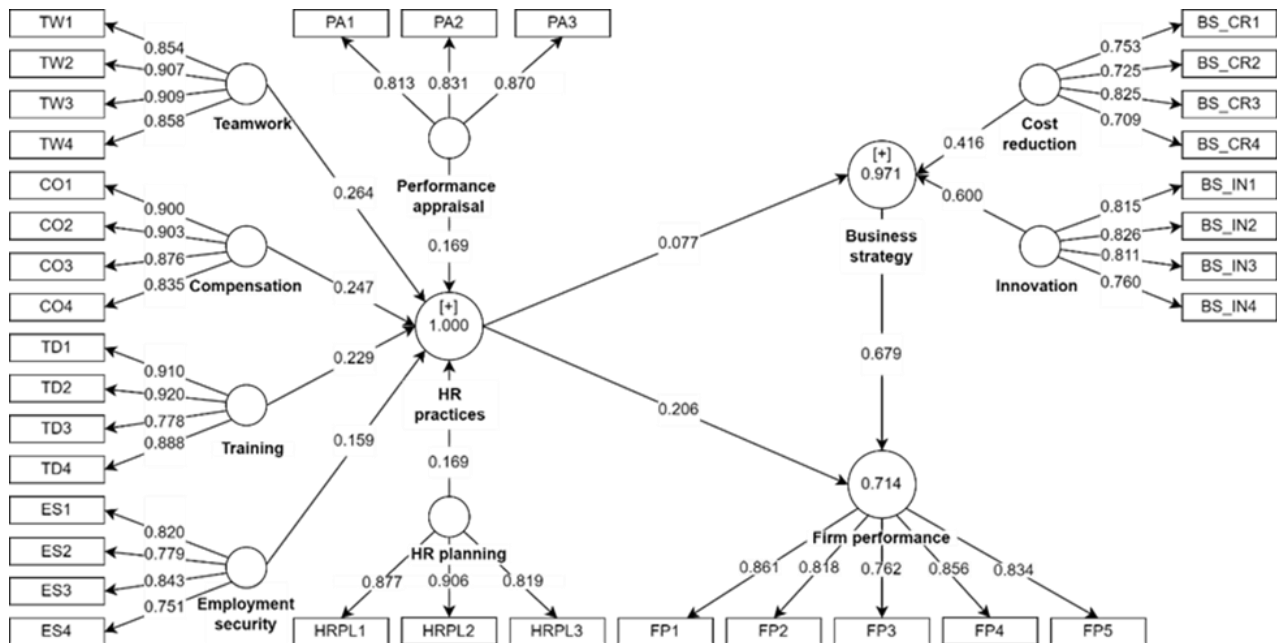 TW1
TW2
TW3
TW4
0.854
0.907
0.909
0.858
Teamwork
0.264
PA1
PA2
PA3
0.813
0.831
0.870
Performance
appraisal
0.169
BS_CR1
BS_CR2
BS_CR3
BS_CR4
0.753
0.725
0.825
0.709
Cost
reduction
0.416
CO1
CO2
CO3
CO4
0.900
0.903
0.876
0.835
Compensation
0.247
[+]
0.971
Business
strategy
0.077
0.600
BS_IN1
BS_IN2
BS_IN3
BS_IN4
0.815
0.826
0.811
0.760
Innovation
[+]
1.000
HR
practices
0.679
0.206
TD1
TD2
TD3
TD4
0.910
0.920
0.778
0.888
Training
0.229
0.159
0.169
0.714
Firm performance
ES1
ES2
ES3
ES4
0.820
0.779
0.843
0.751
Employment
security
HR planning
0.877
0.906
0.819
HRPL1
HRPL2
HRPL3
0.861
0.818
0.762
0.856
0.834
FP1
FP2
FP3
FP4
FP5